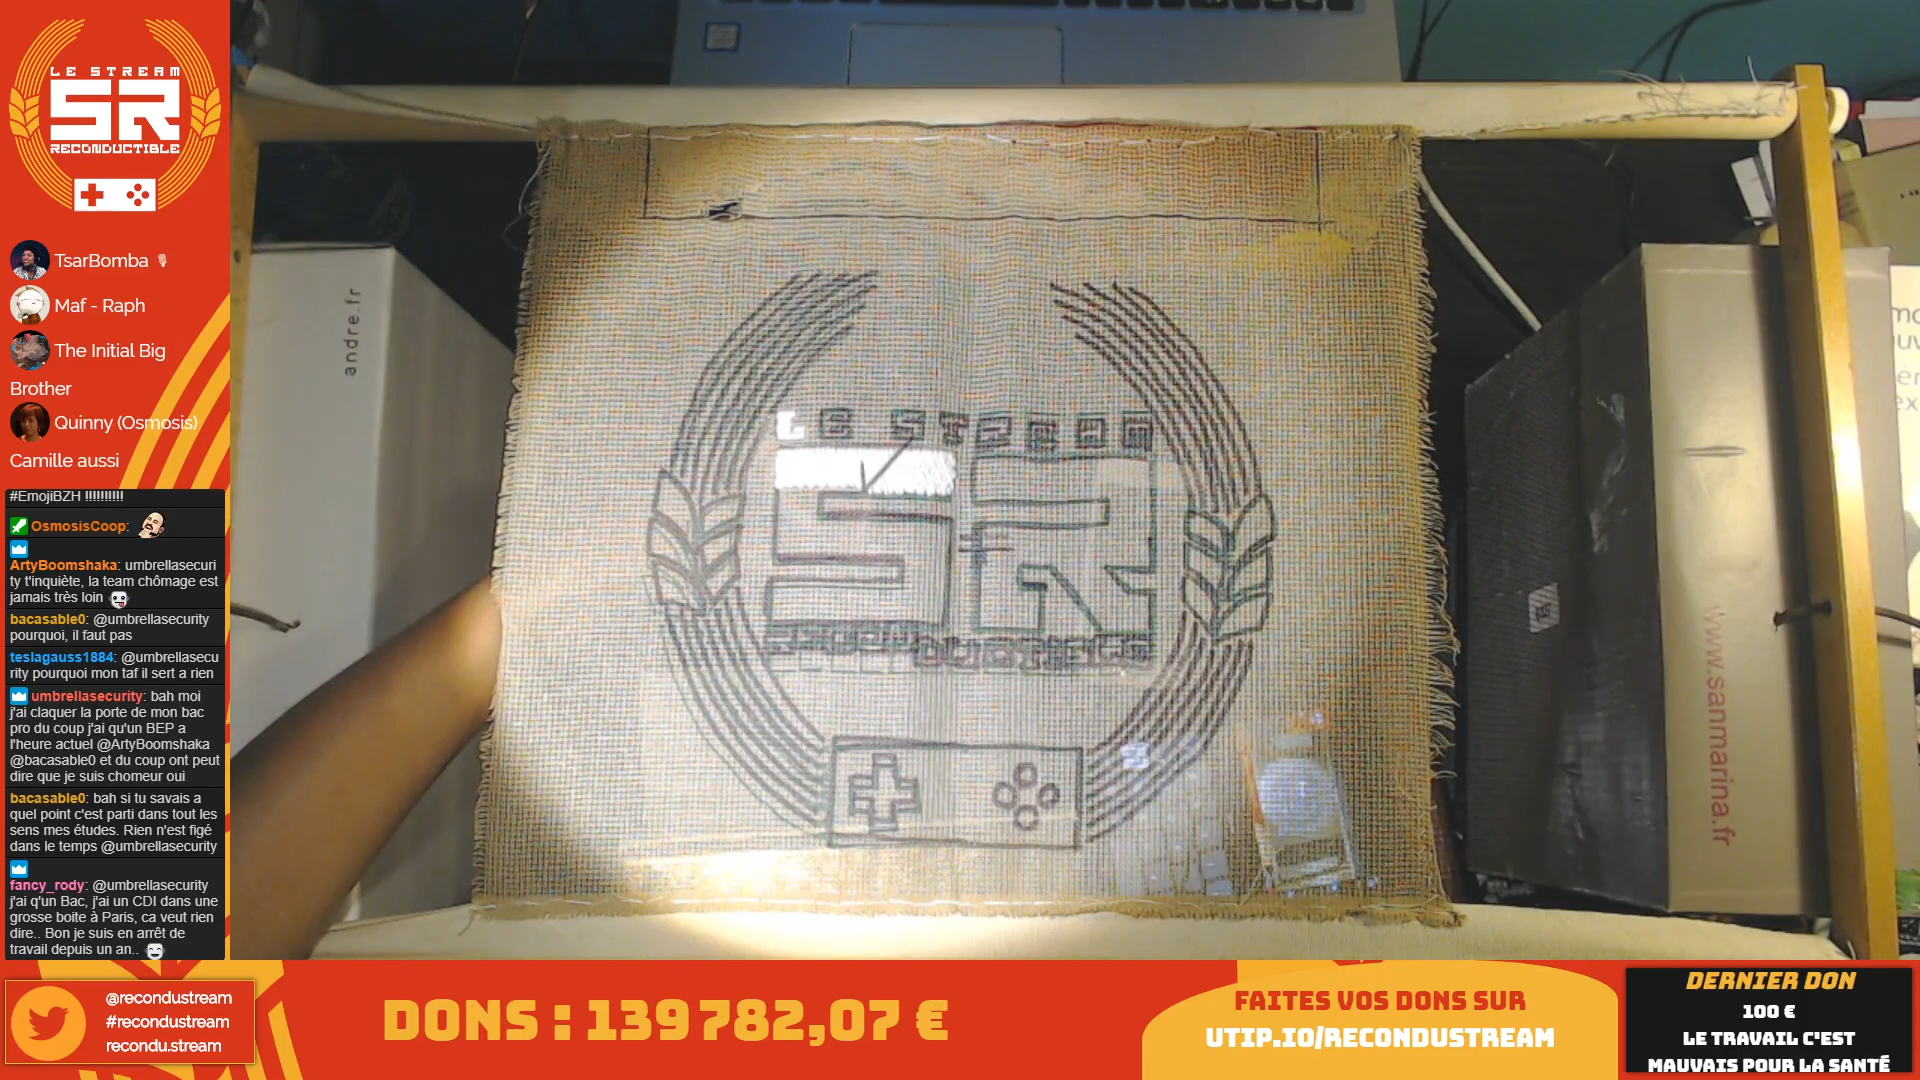 LE STREAM
SR
RECONDUCTIBLE
TsarBomba
Maf - Raph
The Initial Big
Brother
Quinny (Osmosis)
Camille aussi
#EmojiBZH !!!!!!!!!!
OsmosisCoop:
ArtyBoomshaka: umbrellasecuri
ty t'inquiète, la team chômage est
jamais très loin
bacasable0: @umbrellasecurity
pourquoi, il faut pas
teslagauss1884: @umbrellasecu
rity pourquoi mon taf il sert a rien
umbrellasecurity: bah moi
j'ai claquer la porte de mon bac
pro du coup j'ai qu'un BEP a
l'heure actuel @ArtyBoomshaka
@bacasable0 et du coup ont peut
dire que je suis chomeur oui
bacasable0: bah si tu savais a
quel point c'est parti dans tout les
sens mes études. Rien n'est figé
dans le temps @umbrellasecurity
fancy_rody: @umbrellasecurity
j'ai q'un Bac, j'ai un CDI dans une
grosse boite à Paris, ca veut rien
dire.. Bon je suis en arrêt de
travail depuis un an..
andre.fr
LE STREAM
SR
RECONDUCTIBLE
www.sanmarina.fr
@recondustream
#recondustream
recondu.stream
DONS : 139 782,07 €
FAITES VOS DONS SUR
UTIP.IO/RECONDUSTREAM
DERNIER DON
100 €
LE TRAVAIL C'EST
MAUVAIS POUR LA SANTÉ